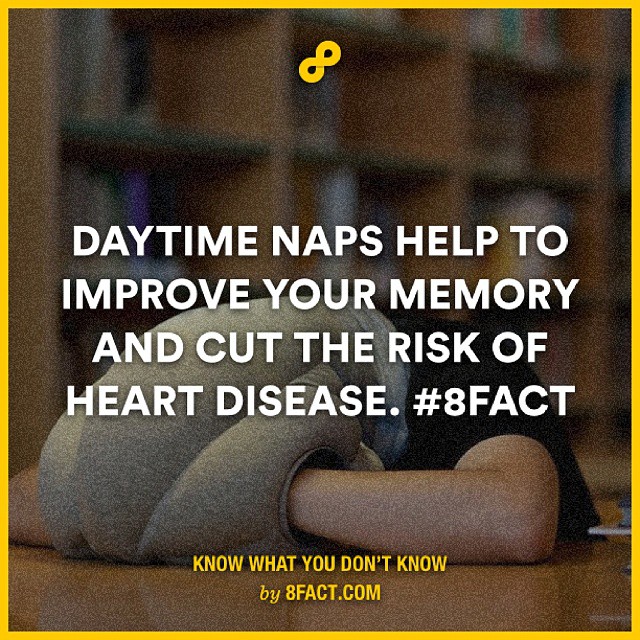 DAYTIME NAPS HELP TO
IMPROVE YOUR MEMORY
AND CUT THE RISK OF
HEART DISEASE. #8FACT
KNOW WHAT YOU DON'T KNOW
by 8FACT.COM